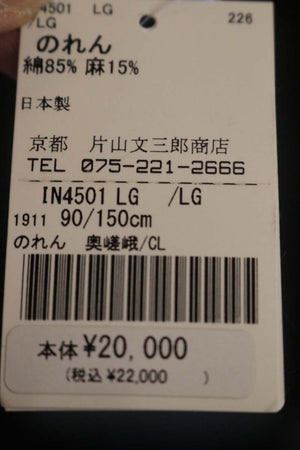 4501 LG
/LG
226
のれん
綿85% 麻15%
日本製
京都 片山文三郎商店
TEL 075-221-2666
IN4501 LG /LG
1911 90/150cm
のれん 奥嵯峨/CL
本体 ¥20,000
(税込 ¥22,000 )